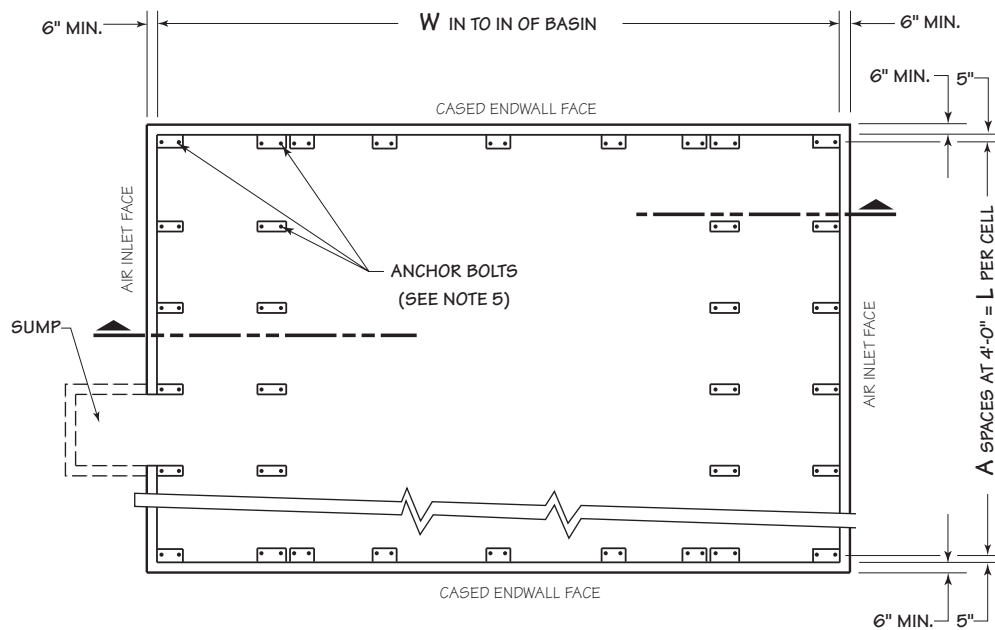 6" MIN.
W IN TO IN OF BASIN
6" MIN.
6" MIN.
5"
CASED ENDWALL FACE
AIR INLET FACE
ANCHOR BOLTS
(SEE NOTE 5)
SUMP
AIR INLET FACE
A SPACES AT 4'-0" = L PER CELL
CASED ENDWALL FACE
6" MIN.
5"